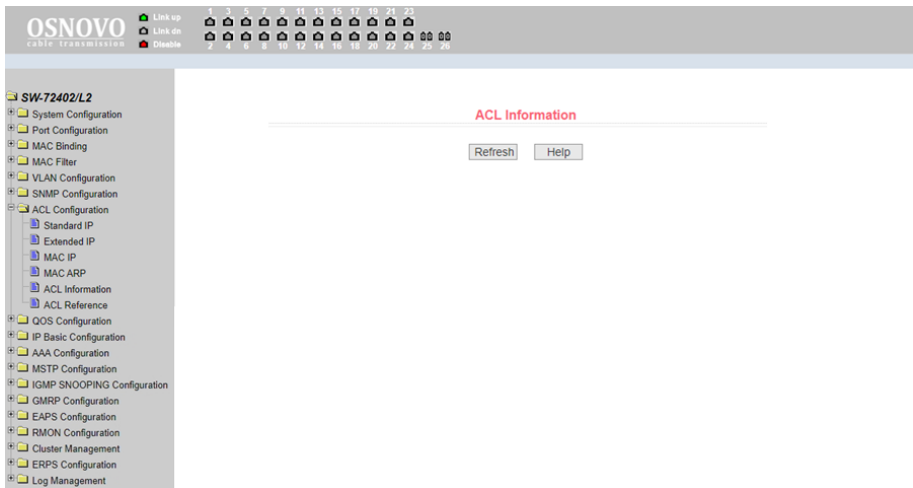 OSNOVO
cable transmission
Link up
Link dn
Disable
1 3 5 7 9 11 13 15 17 19 21 23
2 4 6 8 10 12 14 16 18 20 22 24 25 26
SW-72402/L2
System Configuration
Port Configuration
MAC Binding
MAC Filter
VLAN Configuration
SNMP Configuration
ACL Configuration
Standard IP
Extended IP
MAC IP
MAC ARP
ACL Information
ACL Reference
QOS Configuration
IP Basic Configuration
AAA Configuration
MSTP Configuration
IGMP SNOOPING Configuration
GMRP Configuration
EAPS Configuration
RMON Configuration
Cluster Management
ERPS Configuration
Log Management
ACL Information
Refresh Help